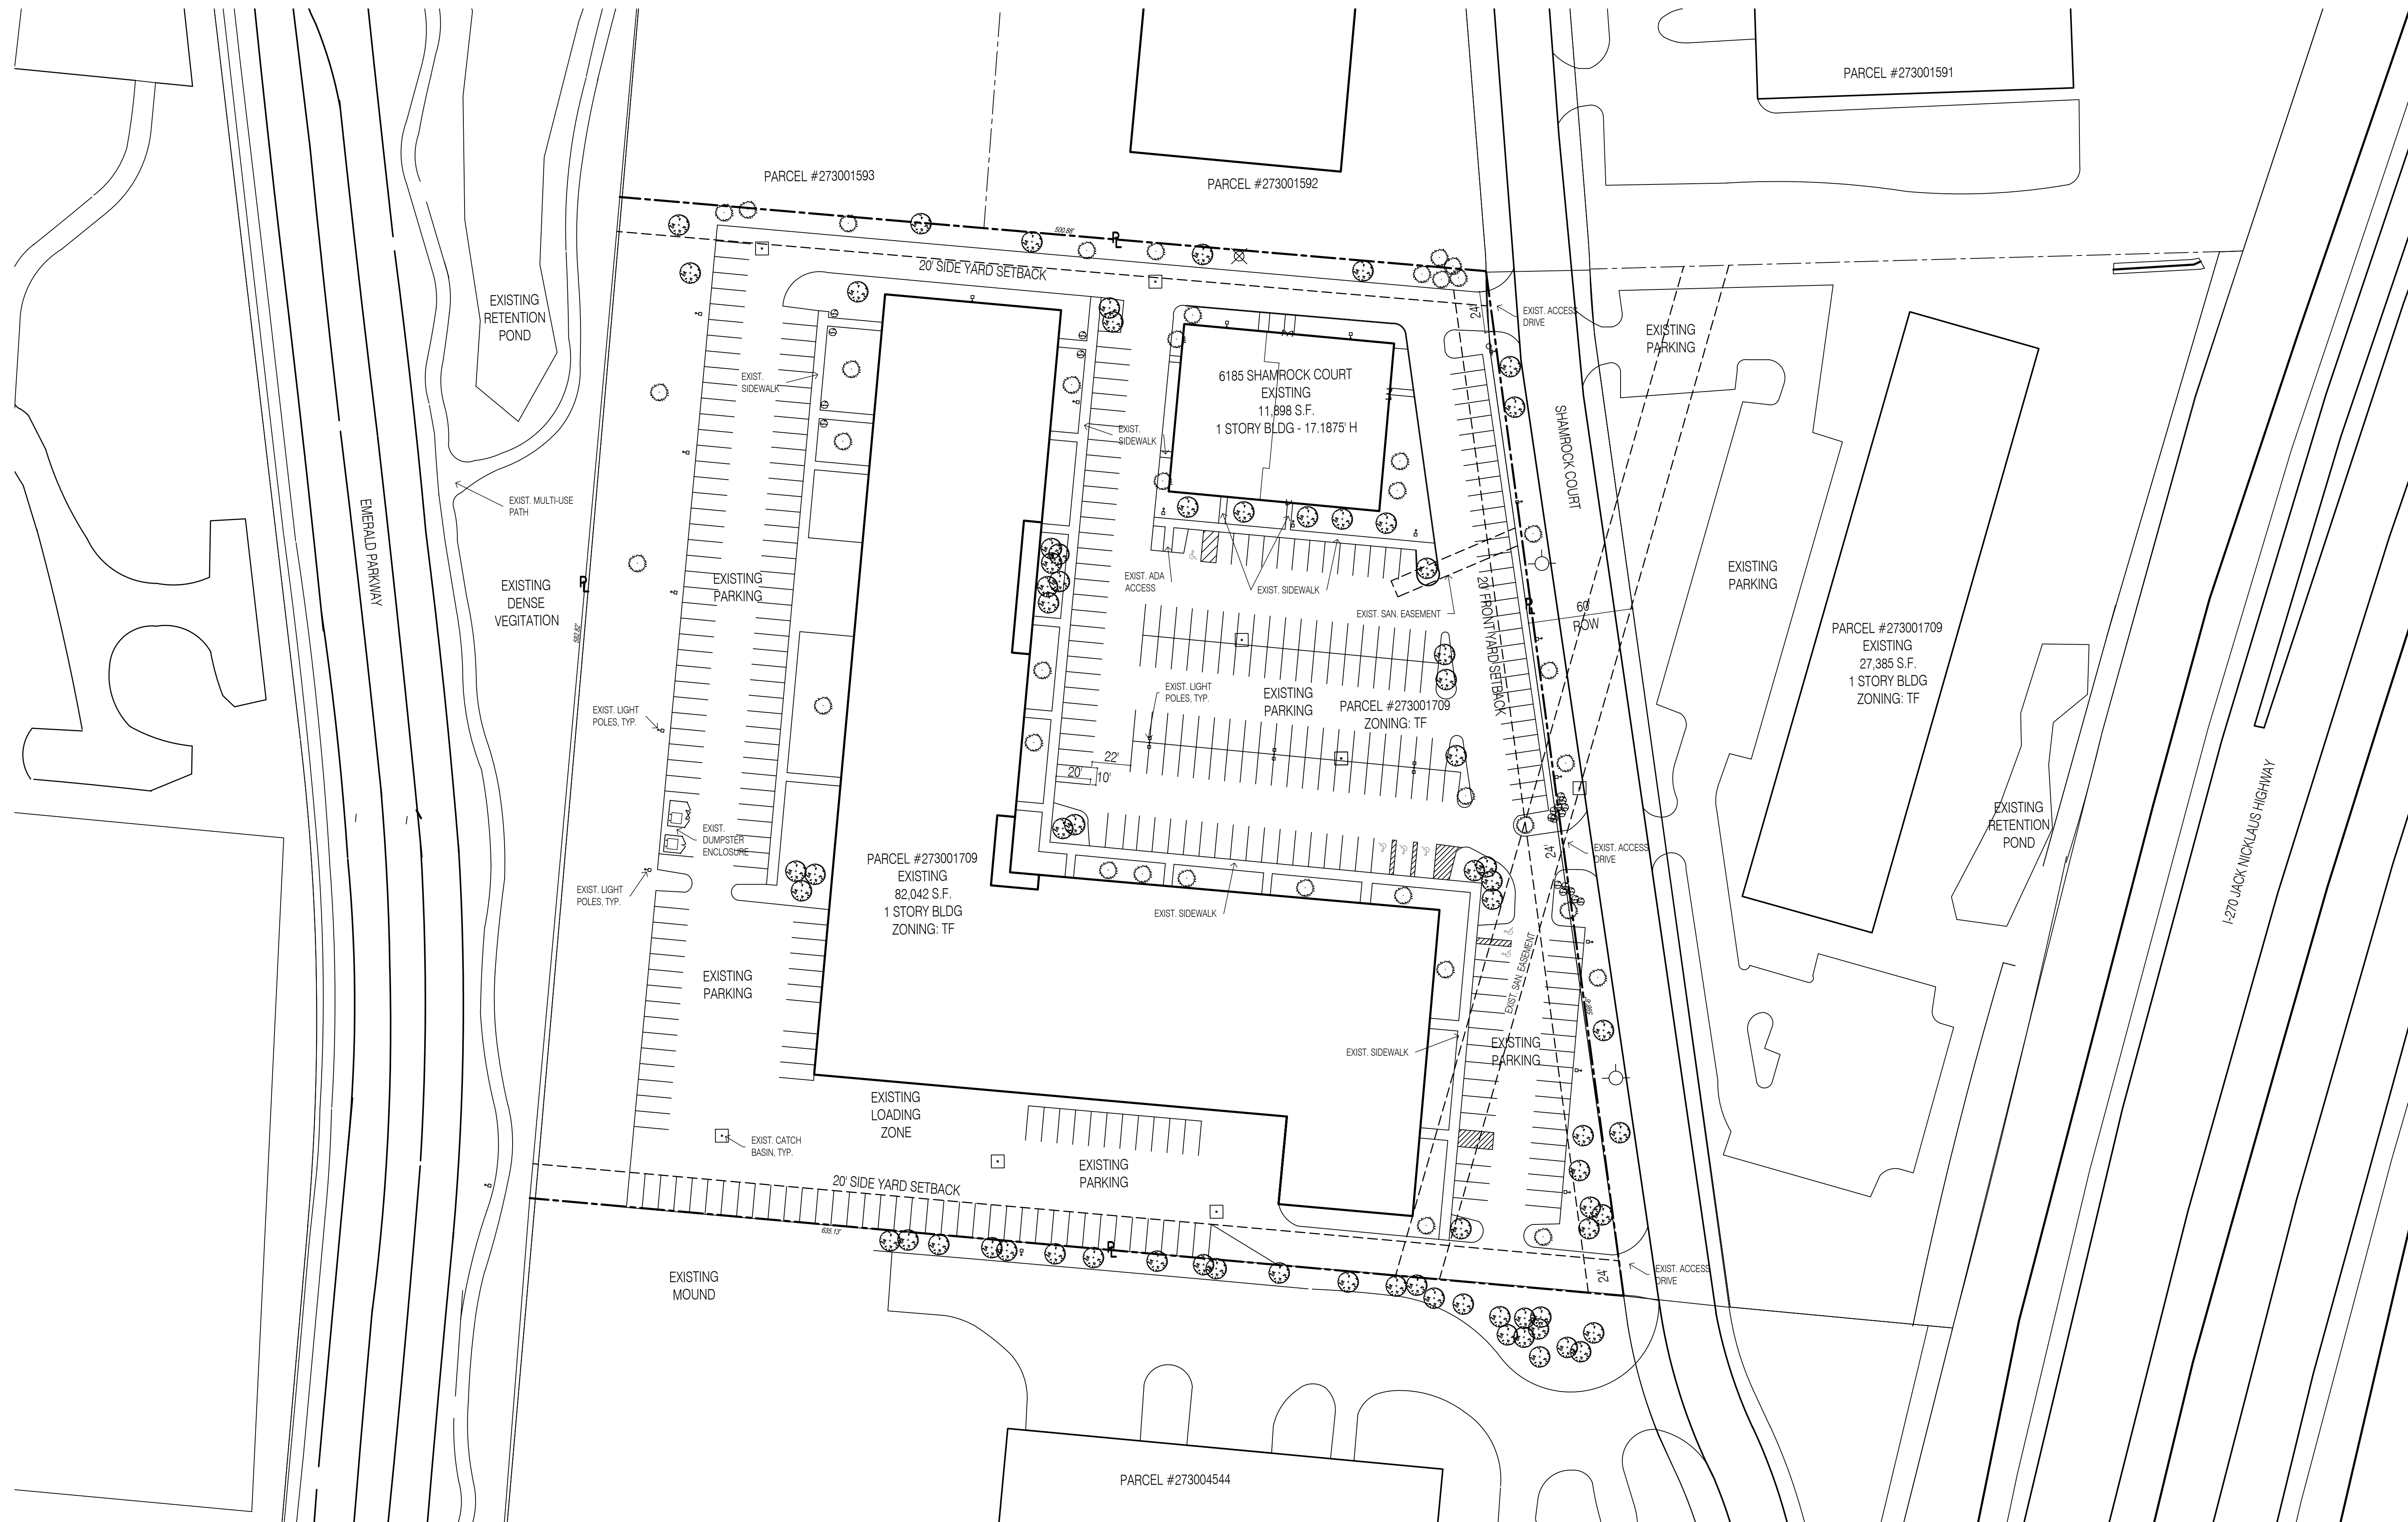 PARCEL #273001591
PARCEL #273001593
PARCEL #273001592
500.88'
20' SIDE YARD SETBACK
EXISTING
RETENTION
POND
24'
EXIST. ACCESS
DRIVE
EXISTING
PARKING
EXIST.
SIDEWALK
6185 SHAMROCK COURT
EXISTING
11,898 S.F.
1 STORY BLDG - 17.1875' H
EXIST.
SIDEWALK
SHAMROCK COURT
EXIST. MULTI-USE
PATH
EMERALD PARKWAY
EXISTING
DENSE
VEGITATION
PL
582.82'
EXISTING
PARKING
EXIST. ADA
ACCESS
EXIST. SIDEWALK
EXIST. SAN. EASEMENT
20' FRONT YARD SETBACK
PL
60'
ROW
EXISTING
PARKING
PARCEL #273001709
EXISTING
27,385 S.F.
1 STORY BLDG
ZONING: TF
EXIST. LIGHT
POLES, TYP.
EXIST. LIGHT
POLES, TYP.
EXISTING
PARKING
PARCEL #273001709
ZONING: TF
22'
20'
10'
EXISTING
RETENTION
POND
I-270 JACK NICKLAUS HIGHWAY
EXIST.
DUMPSTER
ENCLOSURE
24'
EXIST. ACCESS
DRIVE
PARCEL #273001709
EXISTING
82,042 S.F.
1 STORY BLDG
ZONING: TF
EXIST. LIGHT
POLES, TYP.
EXIST. SIDEWALK
EXISTING
PARKING
EXIST. SAN. EASEMENT
EXIST. SIDEWALK
EXISTING
PARKING
EXISTING
LOADING
ZONE
EXIST. CATCH
BASIN, TYP.
EXISTING
PARKING
20' SIDE YARD SETBACK
635.13'
PL
EXISTING
MOUND
24'
EXIST. ACCESS
DRIVE
PARCEL #273004544
PL